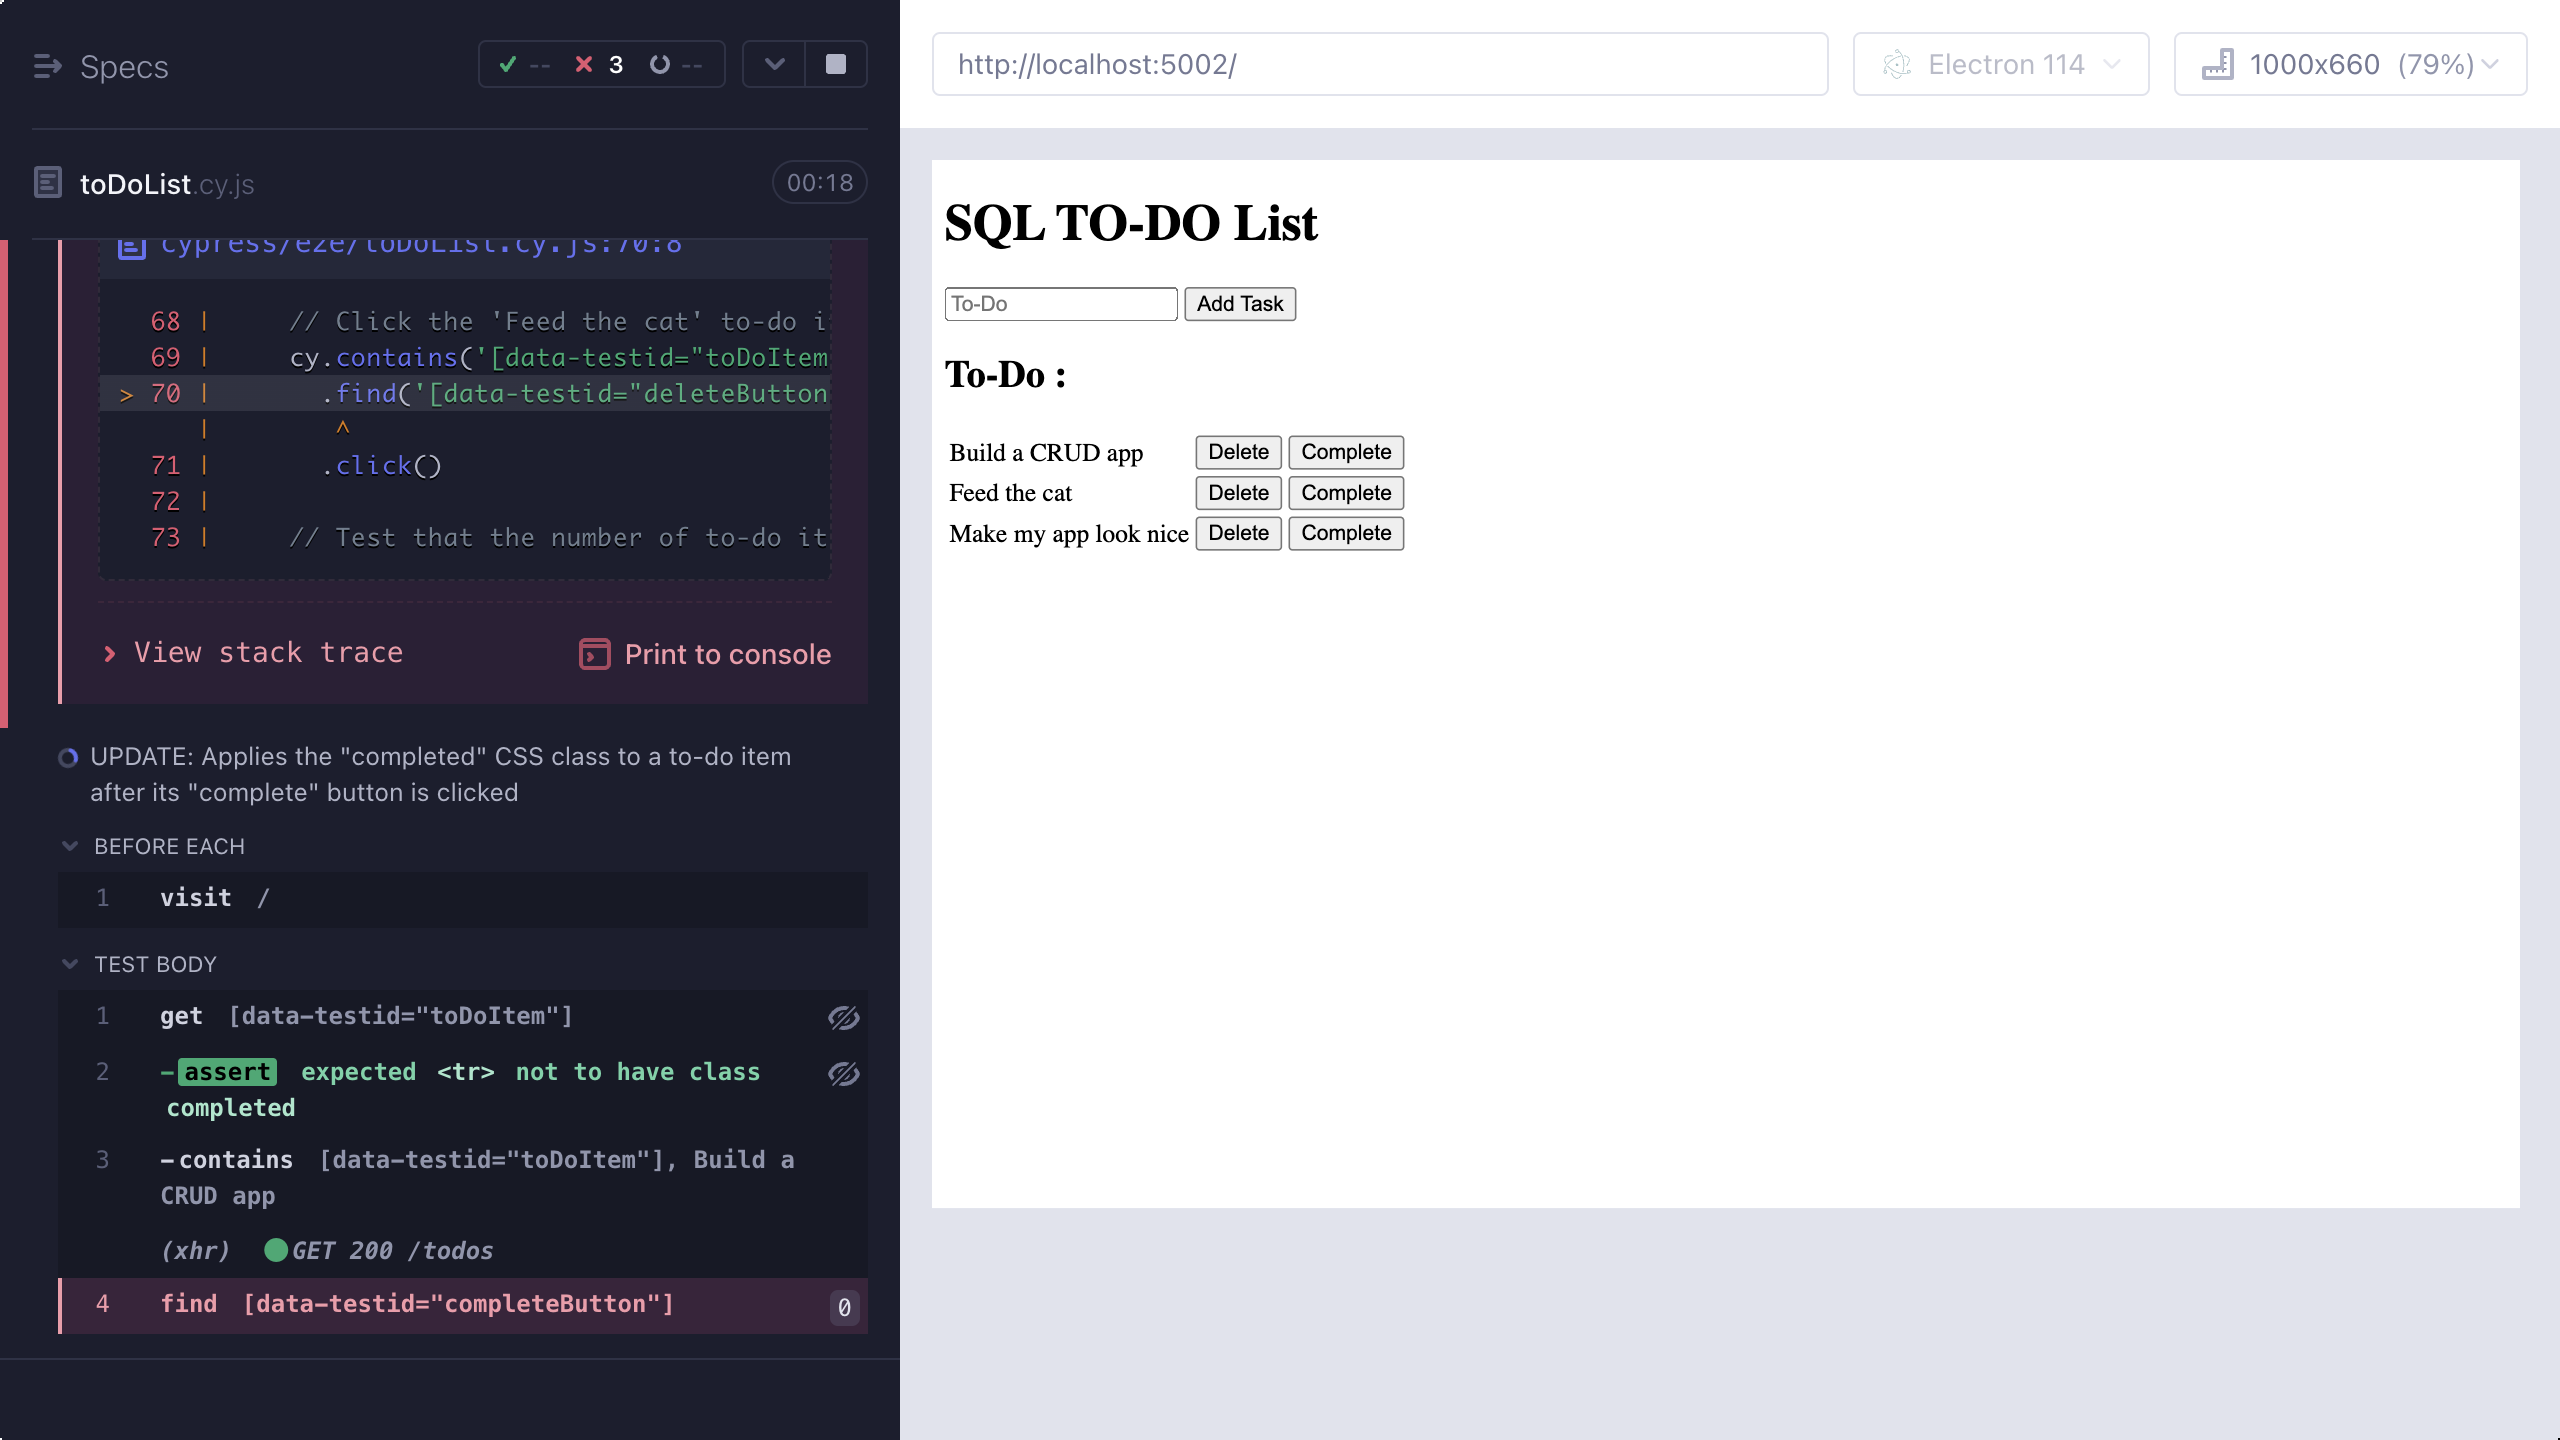 Specs
-- 3 --
toDoList.cy.js 00:18
cypress/e2e/toDoList.cy.js:70:8
68 | // Click the 'Feed the cat' to-do i
69 | cy.contains('[data-testid="toDoItem
> 70 | .find('[data-testid="deleteButton
| ^
71 | .click()
72 |
73 | // Test that the number of to-do it
View stack trace
Print to console
UPDATE: Applies the "completed" CSS class to a to-do item
after its "complete" button is clicked
BEFORE EACH
1 visit /
TEST BODY
1 get [data-testid="toDoItem"]
2 -assert expected <tr> not to have class
completed
3 -contains [data-testid="toDoItem"], Build a
CRUD app
(xhr) GET 200 /todos
4 find [data-testid="completeButton"] 0
http://localhost:5002/
Electron 114
1000x660 (79%)
SQL TO-DO List
To-Do Add Task
To-Do :
Build a CRUD app Delete Complete
Feed the cat Delete Complete
Make my app look nice Delete Complete